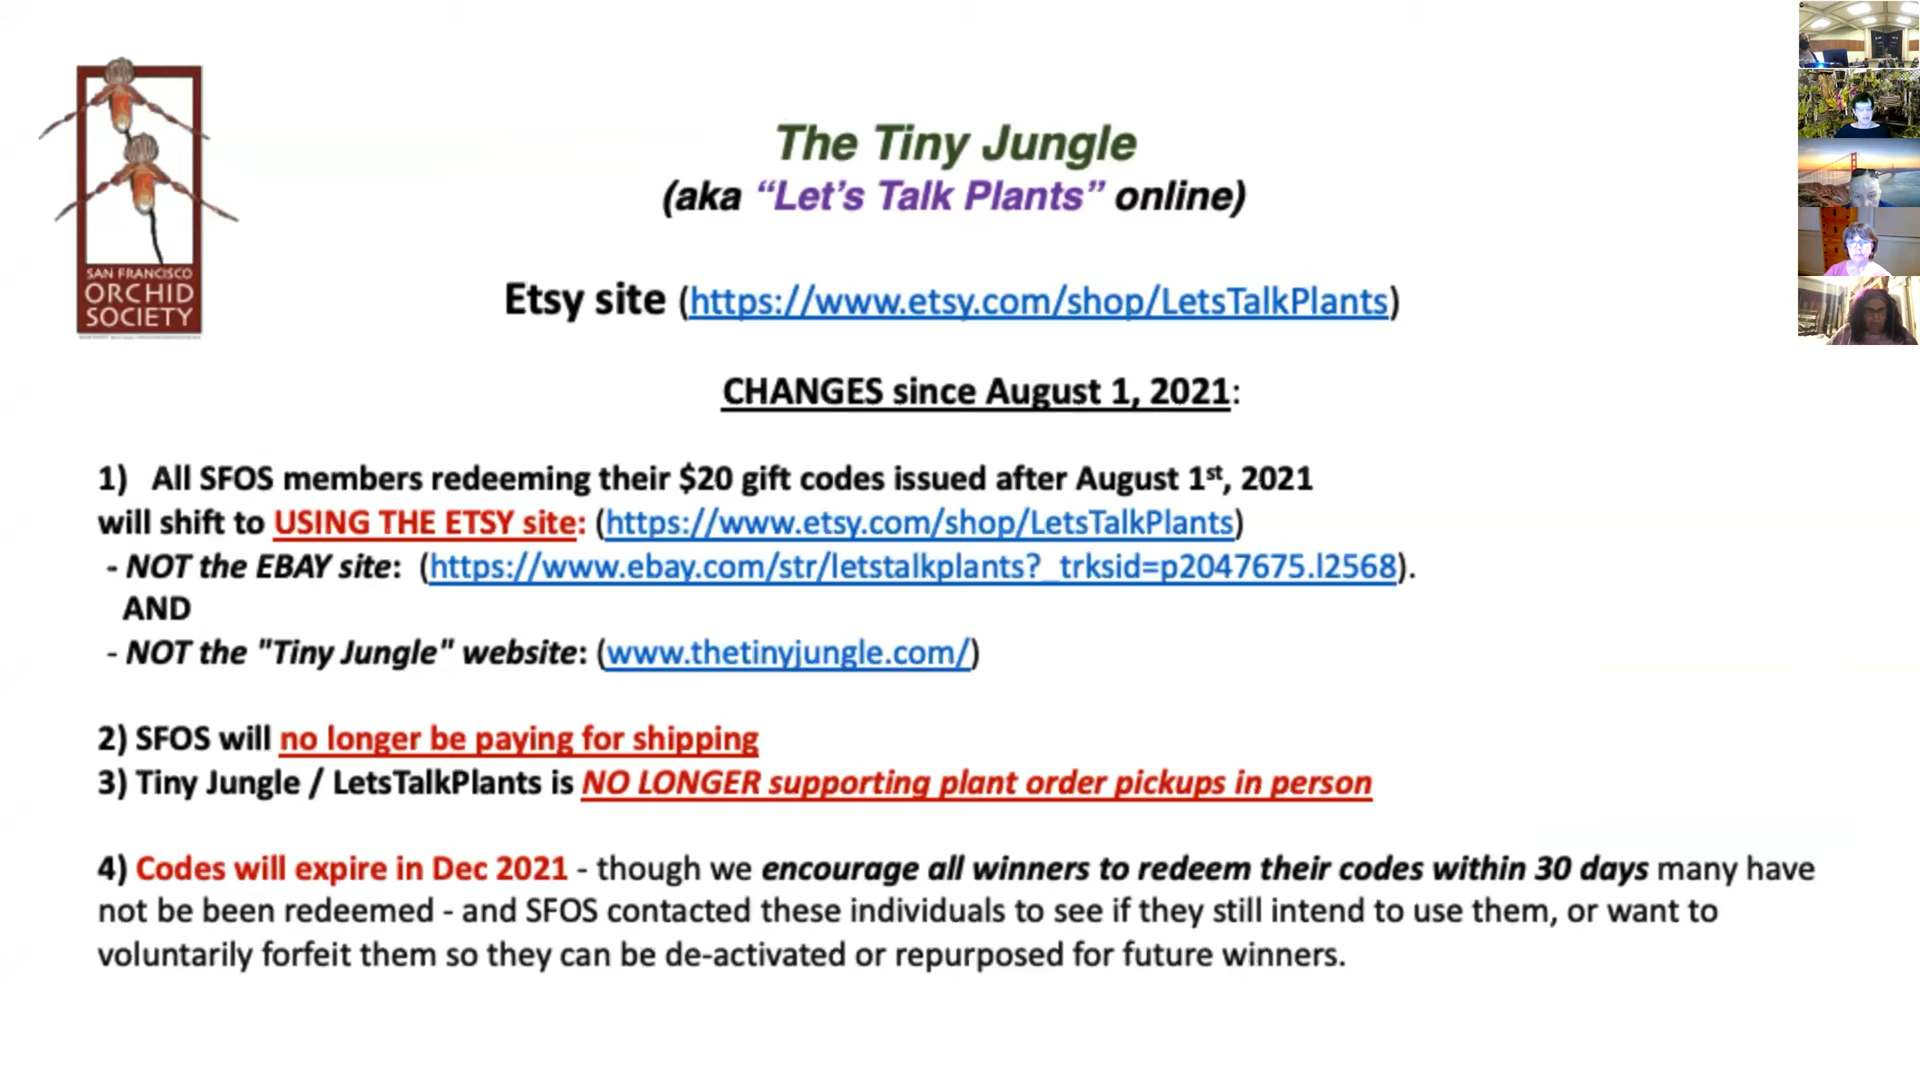 SAN FRANCISCO
ORCHID
SOCIETY
The Tiny Jungle
(aka “Let’s Talk Plants” online)
Etsy site (https://www.etsy.com/shop/LetsTalkPlants)
CHANGES since August 1, 2021:
1) All SFOS members redeeming their $20 gift codes issued after August 1st, 2021
will shift to USING THE ETSY site: (https://www.etsy.com/shop/LetsTalkPlants)
- NOT the EBAY site: (https://www.ebay.com/str/letstalkplants?_trksid=p2047675.l2568).
AND
- NOT the "Tiny Jungle" website: (www.thetinyjungle.com/)
2) SFOS will no longer be paying for shipping
3) Tiny Jungle / LetsTalkPlants is NO LONGER supporting plant order pickups in person
4) Codes will expire in Dec 2021 - though we encourage all winners to redeem their codes within 30 days many have
not be been redeemed - and SFOS contacted these individuals to see if they still intend to use them, or want to
voluntarily forfeit them so they can be de-activated or repurposed for future winners.